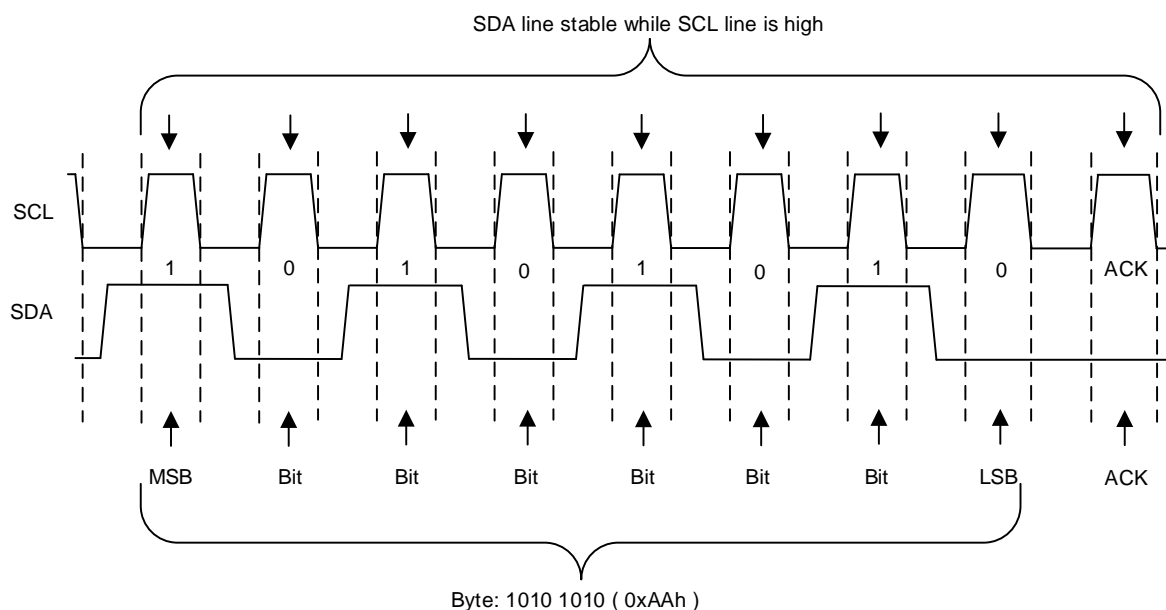 SDA line stable while SCL line is high
SCL
1 0 1 0 1 0 1 0 ACK
SDA
MSB Bit Bit Bit Bit Bit Bit LSB ACK
Byte: 1010 1010 ( 0xAAh )